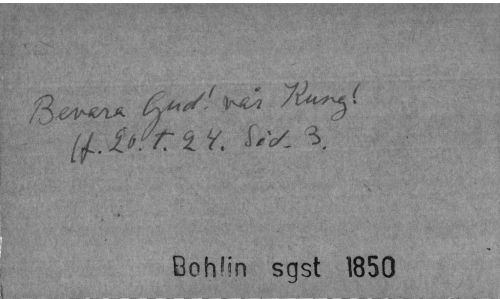 Bevara Gud! vår Kung!
(f. 20. t. 24. Söd. 3.
Bohlin sgst 1850